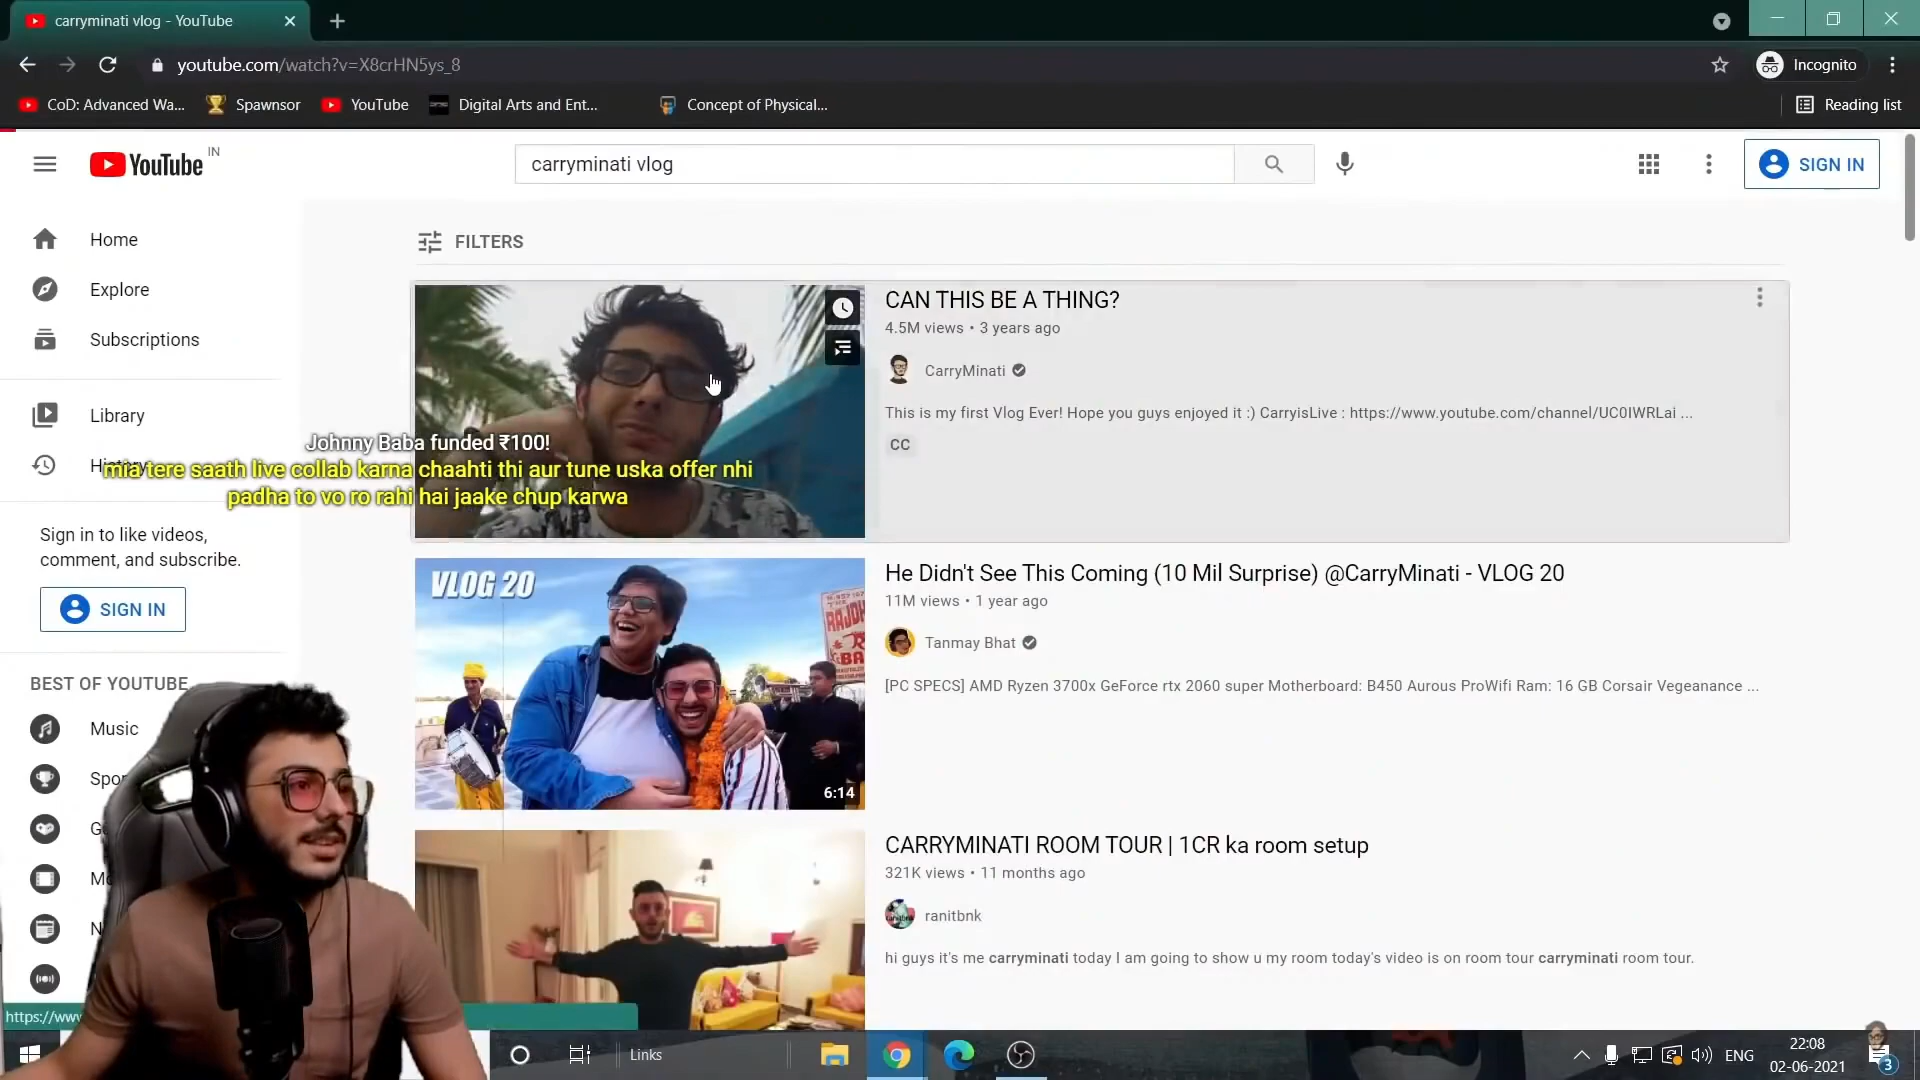 carryminati vlog - YouTube
youtube.com/watch?v=X8crHN5ys_8
Incognito
CoD: Advanced Wa...
Spawnsor
YouTube
Digital Arts and Ent...
Concept of Physical...
Reading list
YouTube
IN
carryminati vlog
SIGN IN
Home
Explore
Subscriptions
Library
FILTERS
CAN THIS BE A THING?
4.5M views • 3 years ago
CarryMinati
This is my first Vlog Ever! Hope you guys enjoyed it :) CarryisLive : https://www.youtube.com/channel/UC0IWRLai ...
CC
Johnny Baba funded ₹100!
mia tere saath live collab karna chaahti thi aur tune uska offer nhi
padha to vo ro rahi hai jaake chup karwa
Sign in to like videos,
comment, and subscribe.
SIGN IN
VLOG 20
6:14
He Didn't See This Coming (10 Mil Surprise) @CarryMinati - VLOG 20
11M views • 1 year ago
Tanmay Bhat
[PC SPECS] AMD Ryzen 3700x GeForce rtx 2060 super Motherboard: B450 Aurous ProWifi Ram: 16 GB Corsair Vegeanance ...
BEST OF YOUTUBE
Music
CARRYMINATI ROOM TOUR | 1CR ka room setup
321K views • 11 months ago
ranitbnk
hi guys it's me carryminati today I am going to show u my room today's video is on room tour carryminati room tour.
Links
ENG
22:08
02-06-2021
3